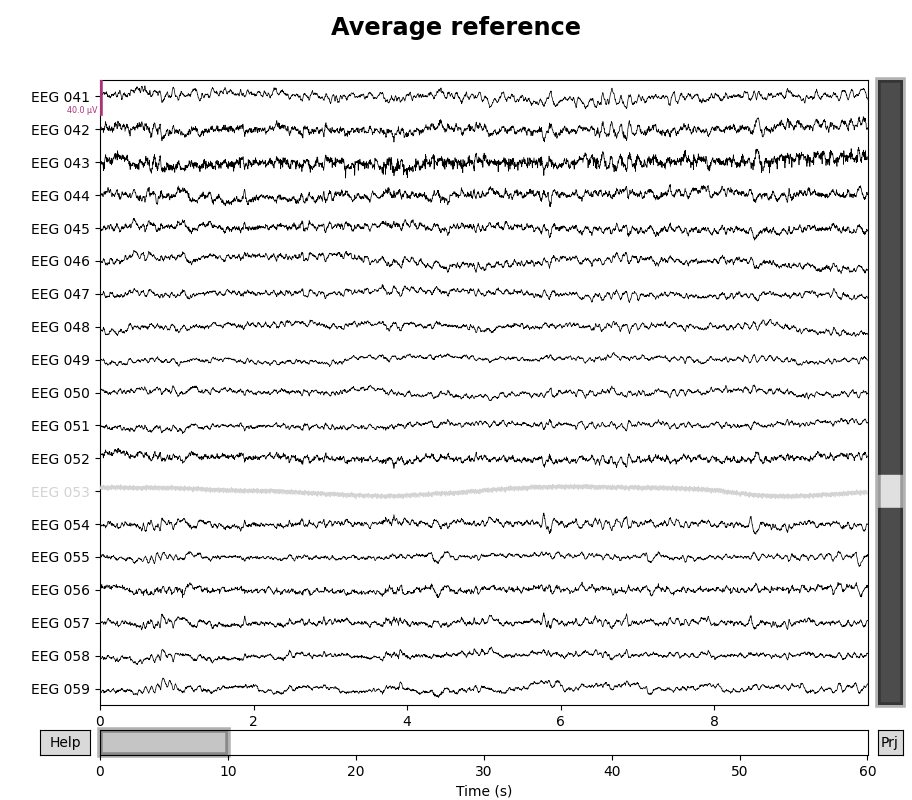 Average reference
EEG 041
40.0 µV
EEG 042
EEG 043
EEG 044
EEG 045
EEG 046
EEG 047
EEG 048
EEG 049
EEG 050
EEG 051
EEG 052
EEG 053
EEG 054
EEG 055
EEG 056
EEG 057
EEG 058
EEG 059
0 2 4 6 8
Help Prj
0 10 20 30 40 50 60
Time (s)